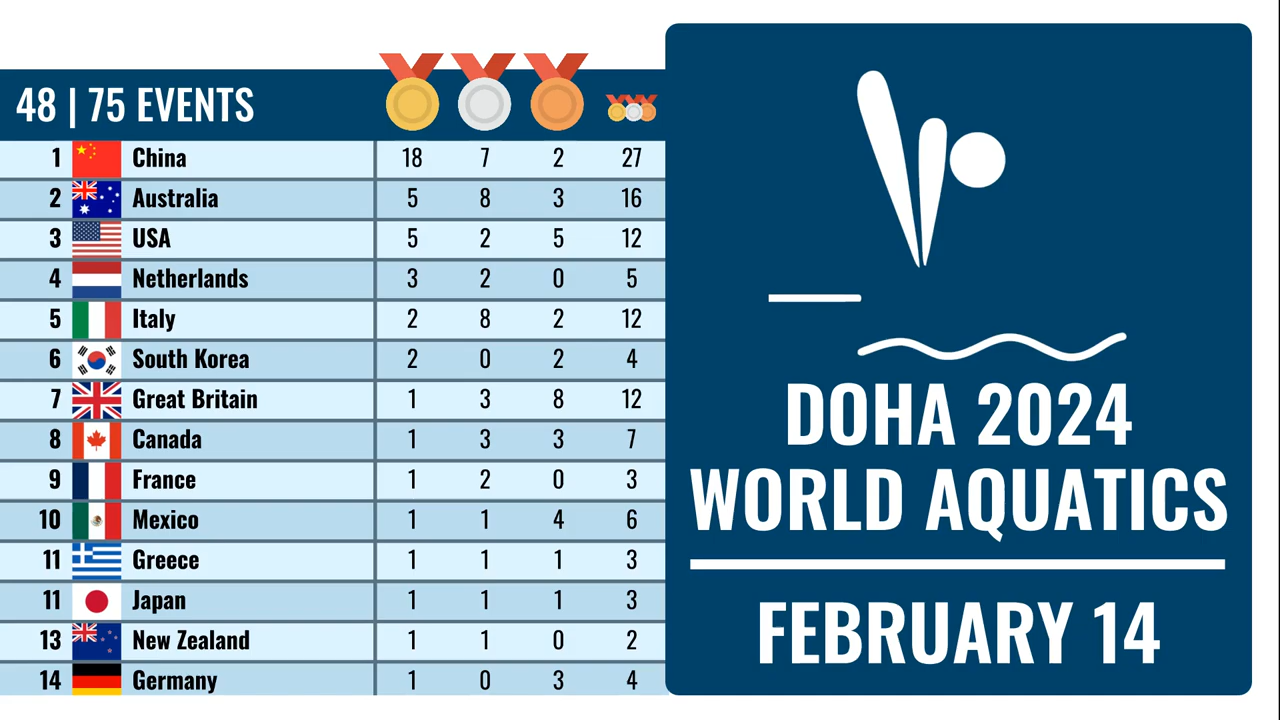 48 | 75 EVENTS
1 China 18 7 2 27
2 Australia 5 8 3 16
3 USA 5 2 5 12
4 Netherlands 3 2 0 5
5 Italy 2 8 2 12
6 South Korea 2 0 2 4
7 Great Britain 1 3 8 12
8 Canada 1 3 3 7
9 France 1 2 0 3
10 Mexico 1 1 4 6
11 Greece 1 1 1 3
11 Japan 1 1 1 3
13 New Zealand 1 1 0 2
14 Germany 1 0 3 4
DOHA 2024
WORLD AQUATICS
FEBRUARY 14